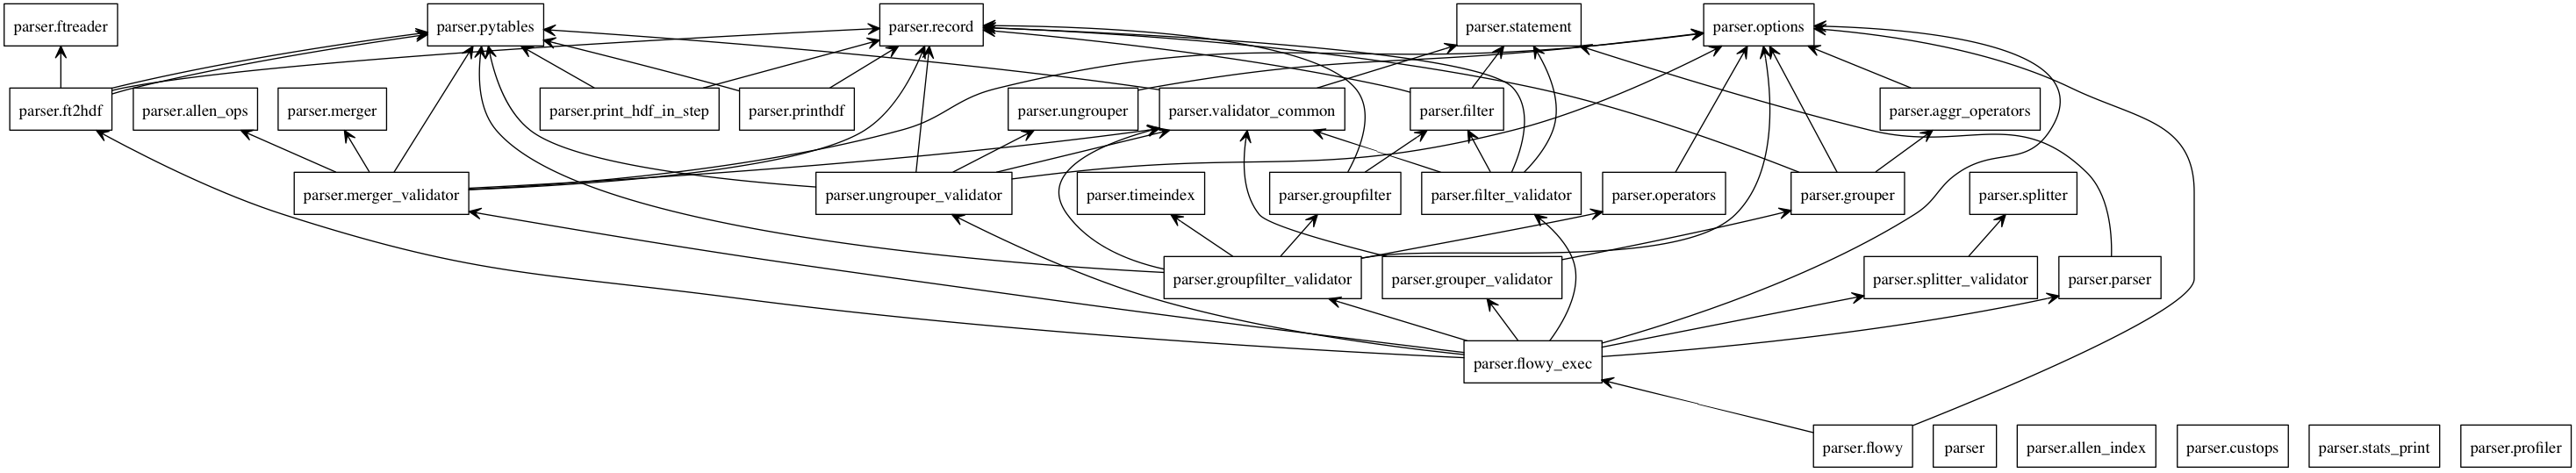 parser.ftreader
parser.pytables
parser.record
parser.statement
parser.options
parser.ft2hdf
parser.allen_ops
parser.merger
parser.print_hdf_in_step
parser.printhdf
parser.ungrouper
parser.validator_common
parser.filter
parser.aggr_operators
parser.merger_validator
parser.ungrouper_validator
parser.timeindex
parser.groupfilter
parser.filter_validator
parser.operators
parser.grouper
parser.splitter
parser.groupfilter_validator
parser.grouper_validator
parser.splitter_validator
parser.parser
parser.flowy_exec
parser.flowy
parser
parser.allen_index
parser.custops
parser.stats_print
parser.profiler